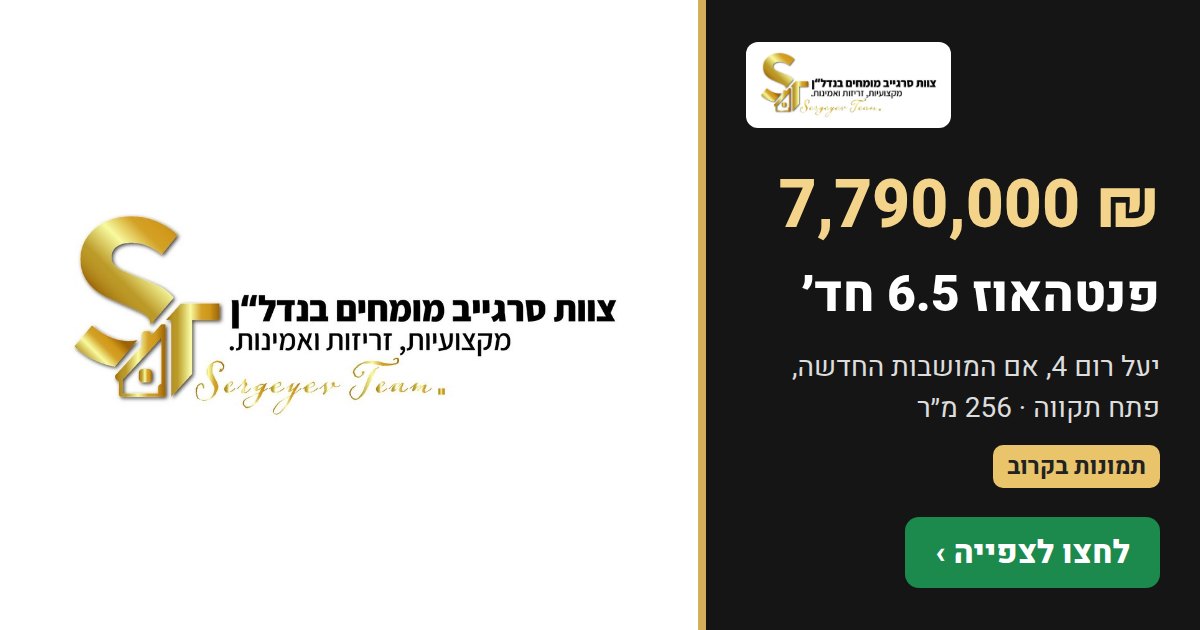 צוות סרגייב מומחים בנדל"ן
מקצועיות, זריזות ואמינות.
Sergeyev Team
צוות סרגייב מומחים בנדל"ן
מקצועיות, זריזות ואמינות.
Sergeyev Team
7,790,000 ₪
פנטהאוז 6.5 חד׳
יעל רום 4, אם המושבות החדשה,
פתח תקווה · 256 מ״ר
תמונות בקרוב
לחצו לצפייה ›